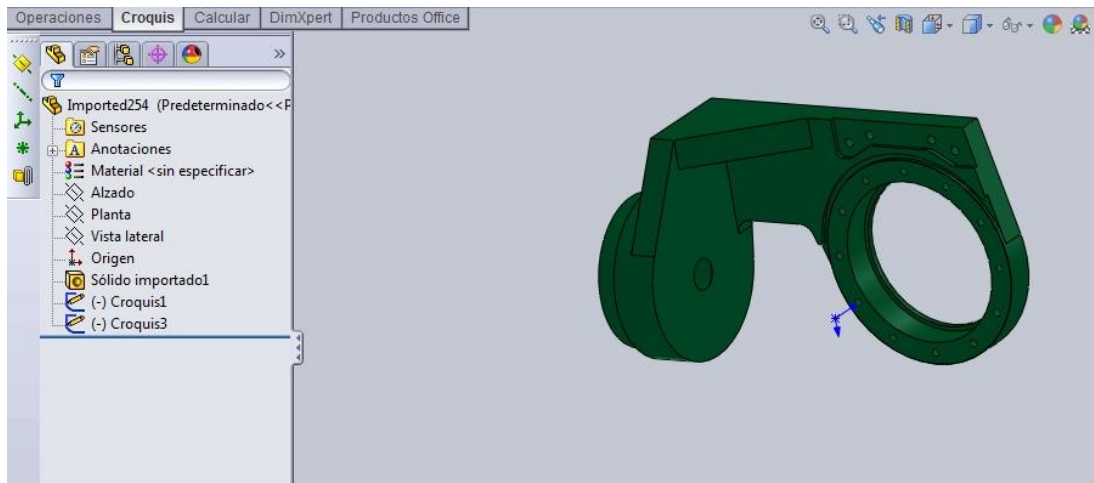 Operaciones Croquis Calcular DimXpert Productos Office
»
Imported254 (Predeterminado<<P
Sensores
A Anotaciones
Material <sin especificar>
Alzado
Planta
Vista lateral
Origen
Sólido importado1
(-) Croquis1
(-) Croquis3